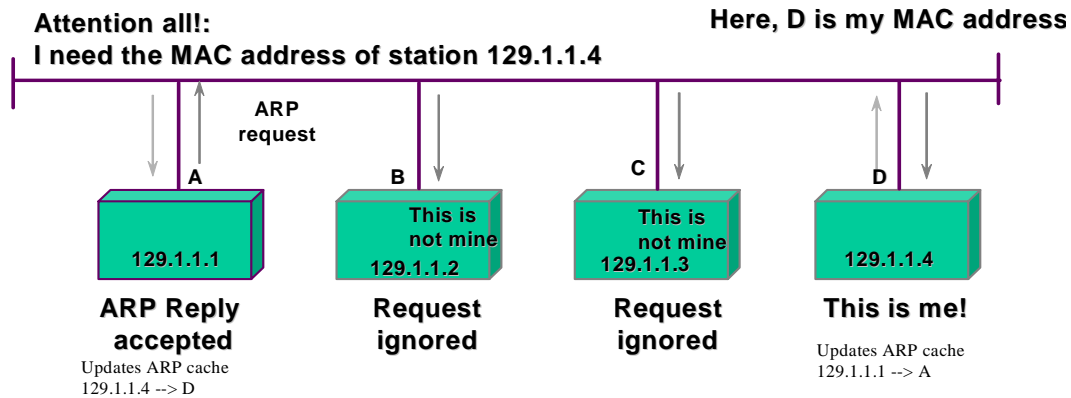 Attention all!:
I need the MAC address of station 129.1.1.4
Here, D is my MAC address
ARP
request
A
B
C
D
129.1.1.1
This is
not mine
129.1.1.2
This is
not mine
129.1.1.3
129.1.1.4
ARP Reply
accepted
Updates ARP cache
129.1.1.4 --> D
Request
ignored
Request
ignored
This is me!
Updates ARP cache
129.1.1.1 --> A